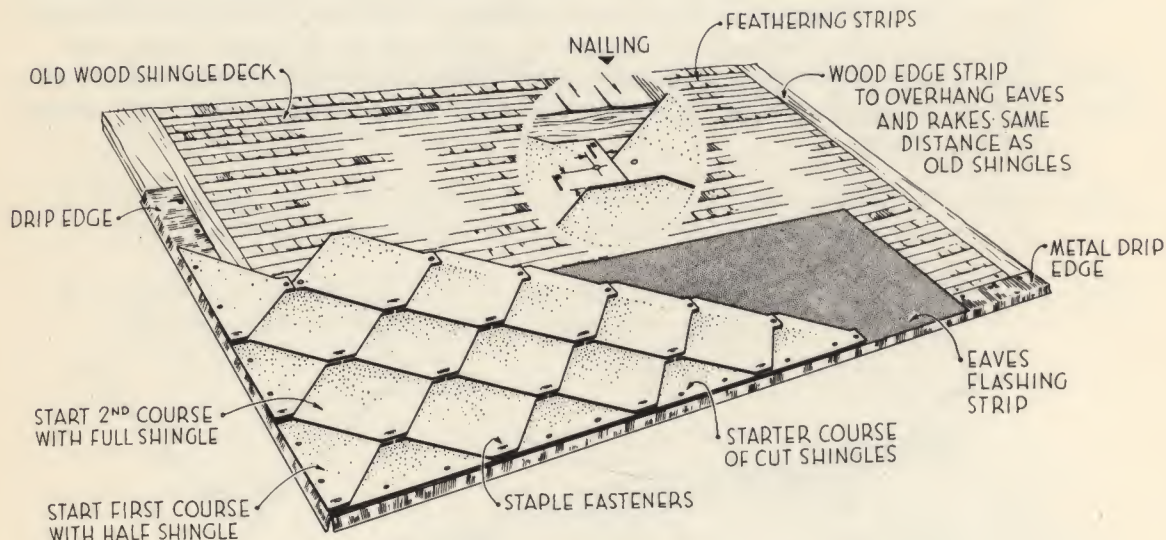 FEATHERING STRIPS
NAILING
OLD WOOD SHINGLE DECK
WOOD EDGE STRIP
TO OVERHANG EAVES
AND RAKES SAME
DISTANCE AS
OLD SHINGLES
DRIP EDGE
METAL DRIP
EDGE
EAVES
FLASHING
STRIP
START 2ND COURSE
WITH FULL SHINGLE
STARTER COURSE
OF CUT SHINGLES
STAPLE FASTENERS
START FIRST COURSE
WITH HALF SHINGLE